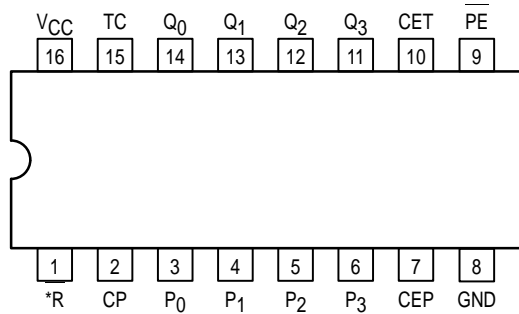 VCC TC Q0 Q1 Q2 Q3 CET P̅E̅
16 15 14 13 12 11 10 9
1 2 3 4 5 6 7 8
*R̅ CP P0 P1 P2 P3 CEP GND